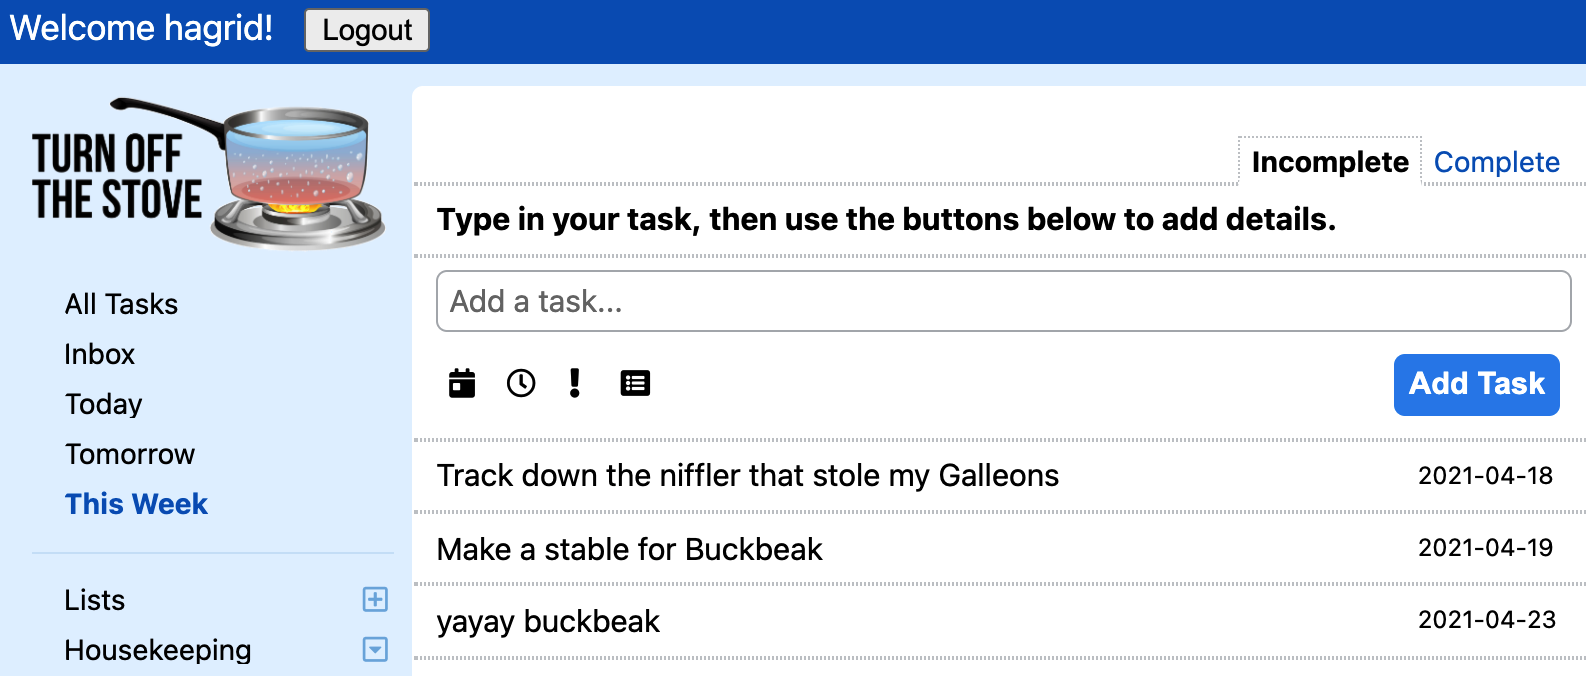 Welcome hagrid!
Logout
TURN OFF
THE STOVE
All Tasks
Inbox
Today
Tomorrow
This Week
Lists
Housekeeping
Incomplete
Complete
Type in your task, then use the buttons below to add details.
Add a task...
Add Task
Track down the niffler that stole my Galleons 2021-04-18
Make a stable for Buckbeak 2021-04-19
yayay buckbeak 2021-04-23